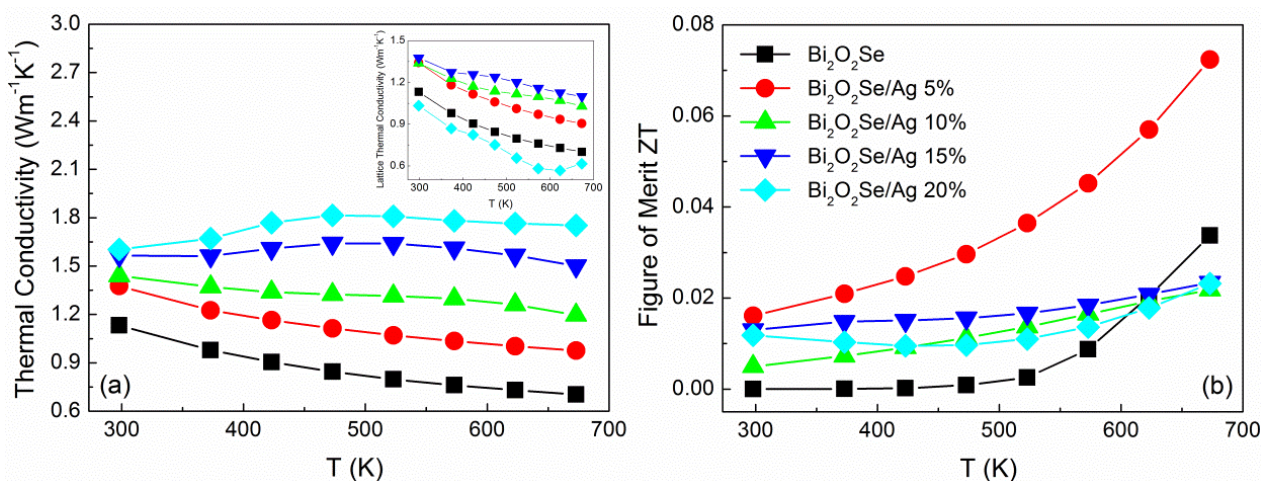 Thermal Conductivity (Wm⁻¹K⁻¹)
3.0
2.7
2.4
2.1
1.8
1.5
1.2
0.9
0.6
300 400 500 600 700
T (K)
(a)
Lattice Thermal Conductivity (Wm⁻¹K⁻¹)
1.5
1.2
0.9
0.6
300 400 500 600 700
T (K)
Figure of Merit ZT
0.08
0.06
0.04
0.02
0.00
300 400 500 600 700
T (K)
(b)
Bi₂O₂Se
Bi₂O₂Se/Ag 5%
Bi₂O₂Se/Ag 10%
Bi₂O₂Se/Ag 15%
Bi₂O₂Se/Ag 20%